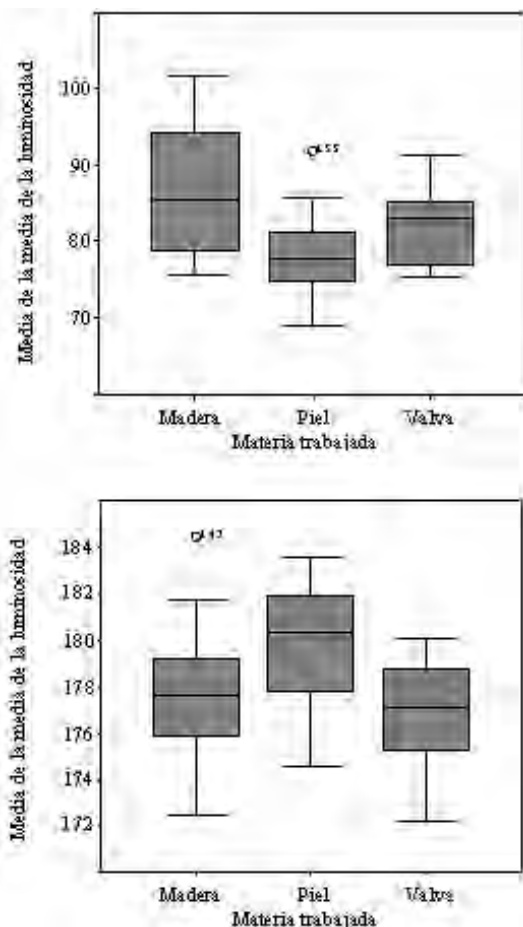 Media de la media de la luminosidad
100
90
80
70
Madera Piel Valva
Materia trabajada
Media de la media de la luminosidad
184
182
180
178
176
174
172
Madera Piel Valva
Materia trabajada